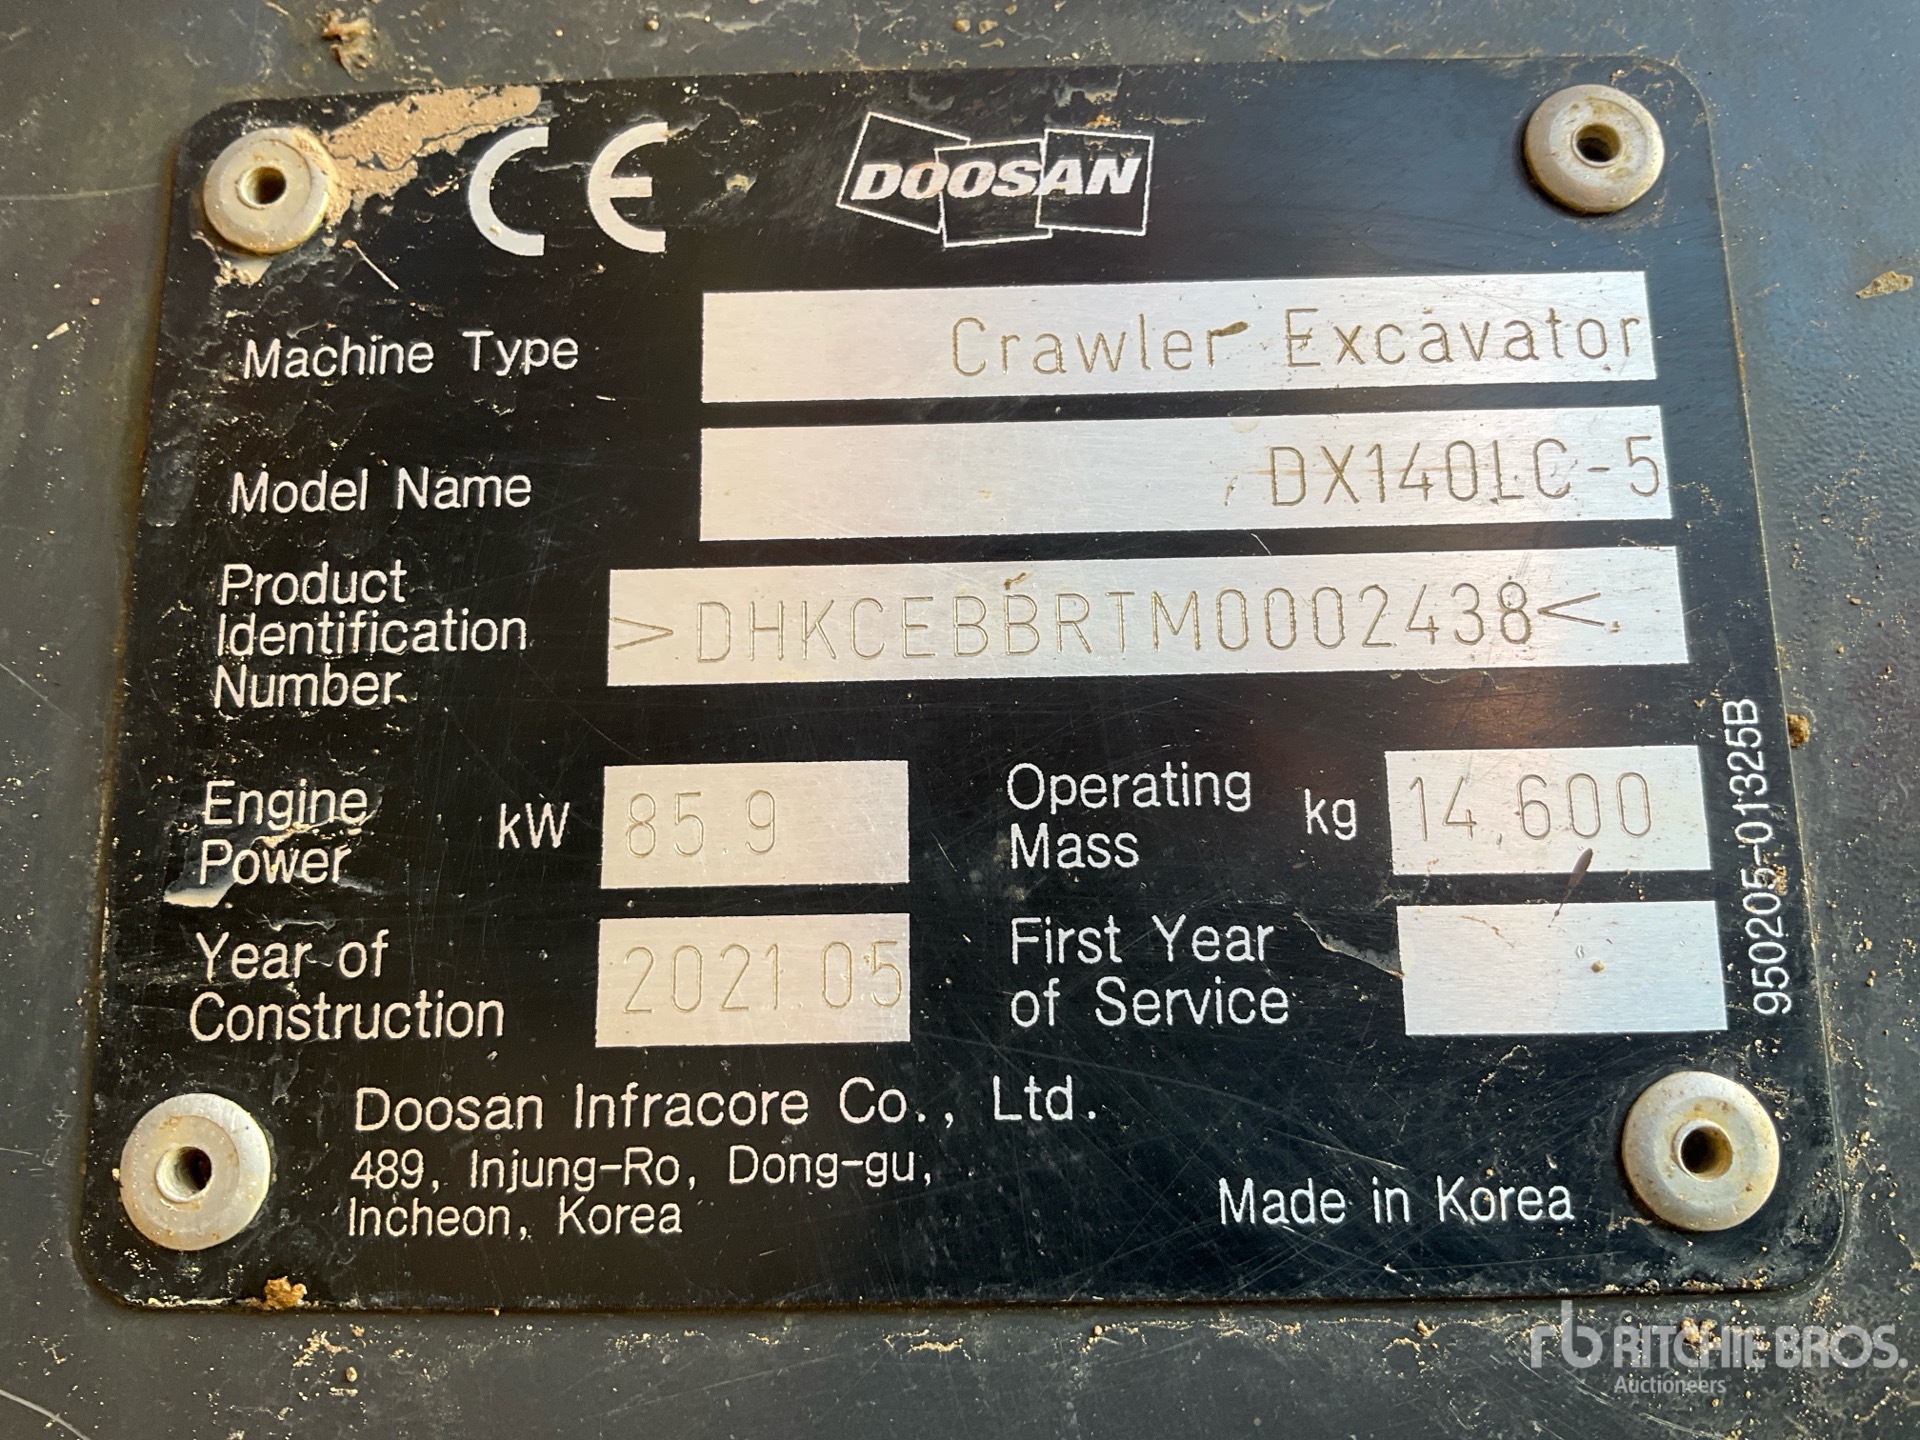 CE DOOSAN
Machine Type Crawler Excavator
Model Name DX140LC-5
Product
Identification
Number >DHKCEBBRTM0002438<
Engine
Power kW 85.9 Operating
Mass kg 14,600
Year of
Construction 2021.05 First Year
of Service
950205-01325B
Doosan Infracore Co., Ltd.
489, Injung-Ro, Dong-gu,
Incheon, Korea
Made in Korea
rb RITCHIE BROS.
Auctioneers